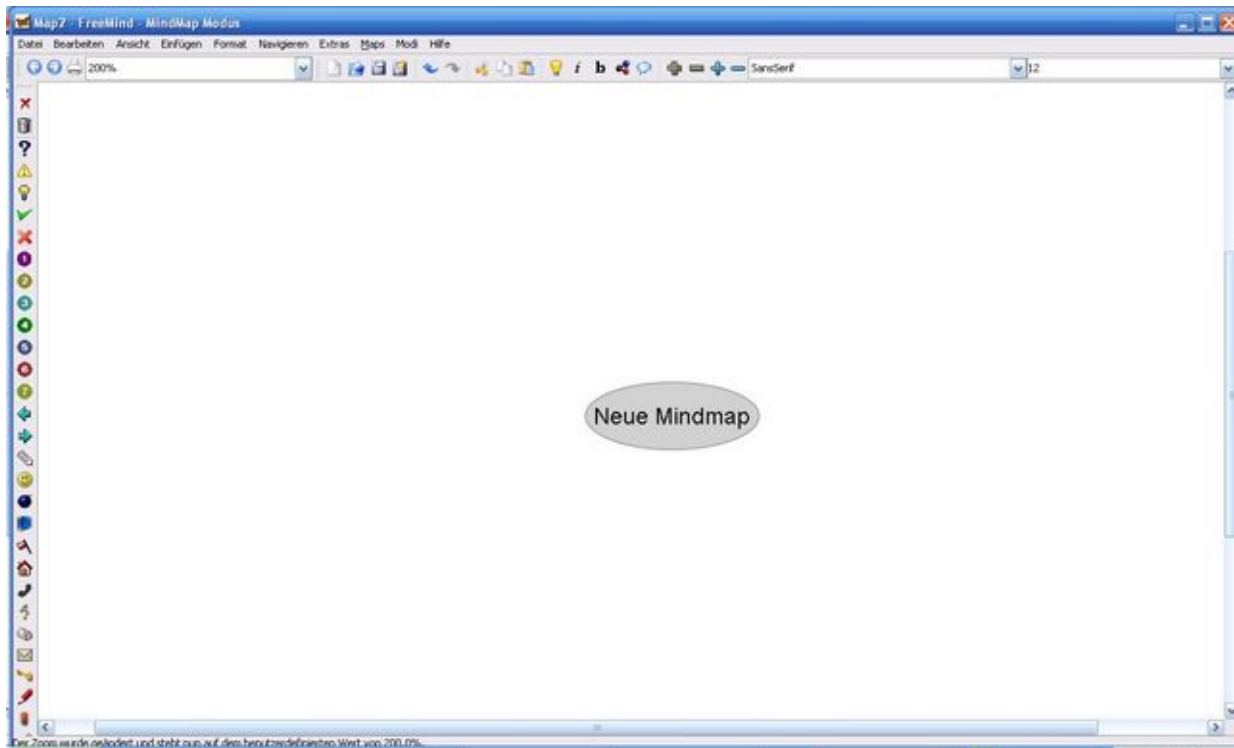 Map7 - FreeMind - MindMap Modus
Datei Bearbeiten Ansicht Einfügen Format Navigieren Extras Maps Modi Hilfe
200% i b SansSerif 12
Neue Mindmap
Der Zoom wurde geändert und steht nun auf dem benutzerdefinierten Wert von 200.0%.